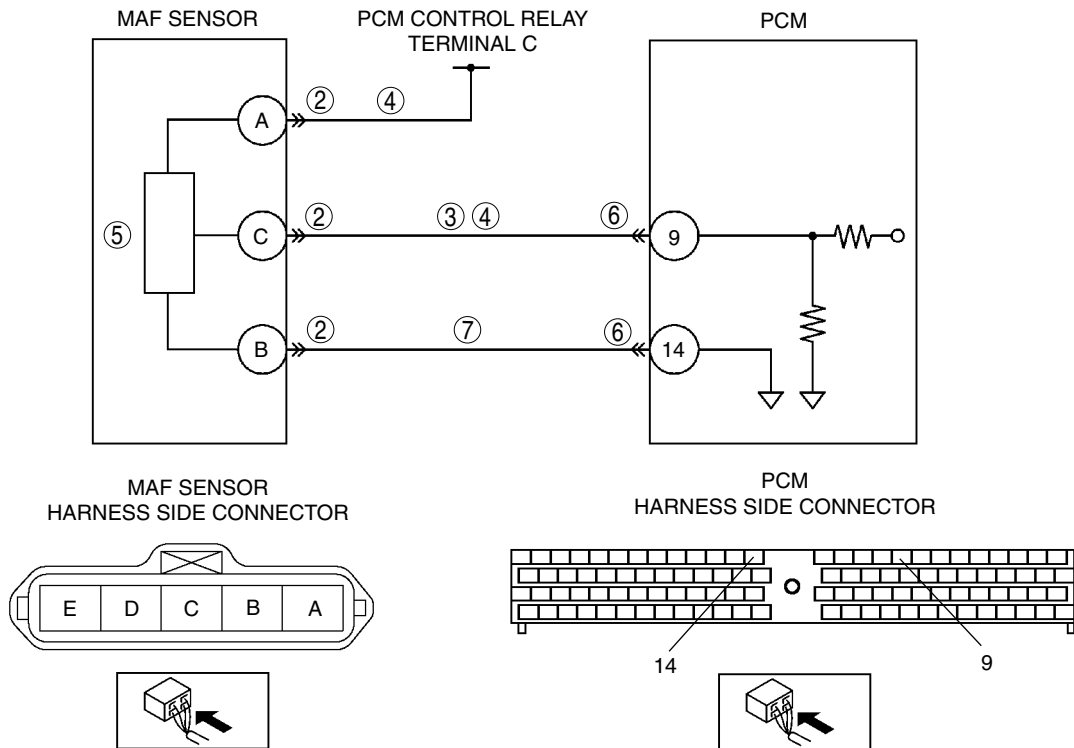 MAF SENSOR
PCM CONTROL RELAY
TERMINAL C
PCM
② ④
A
⑤
② ③ ④ ⑥
C 9
② ⑦ ⑥
B 14
MAF SENSOR
HARNESS SIDE CONNECTOR
PCM
HARNESS SIDE CONNECTOR
E D C B A
14 9